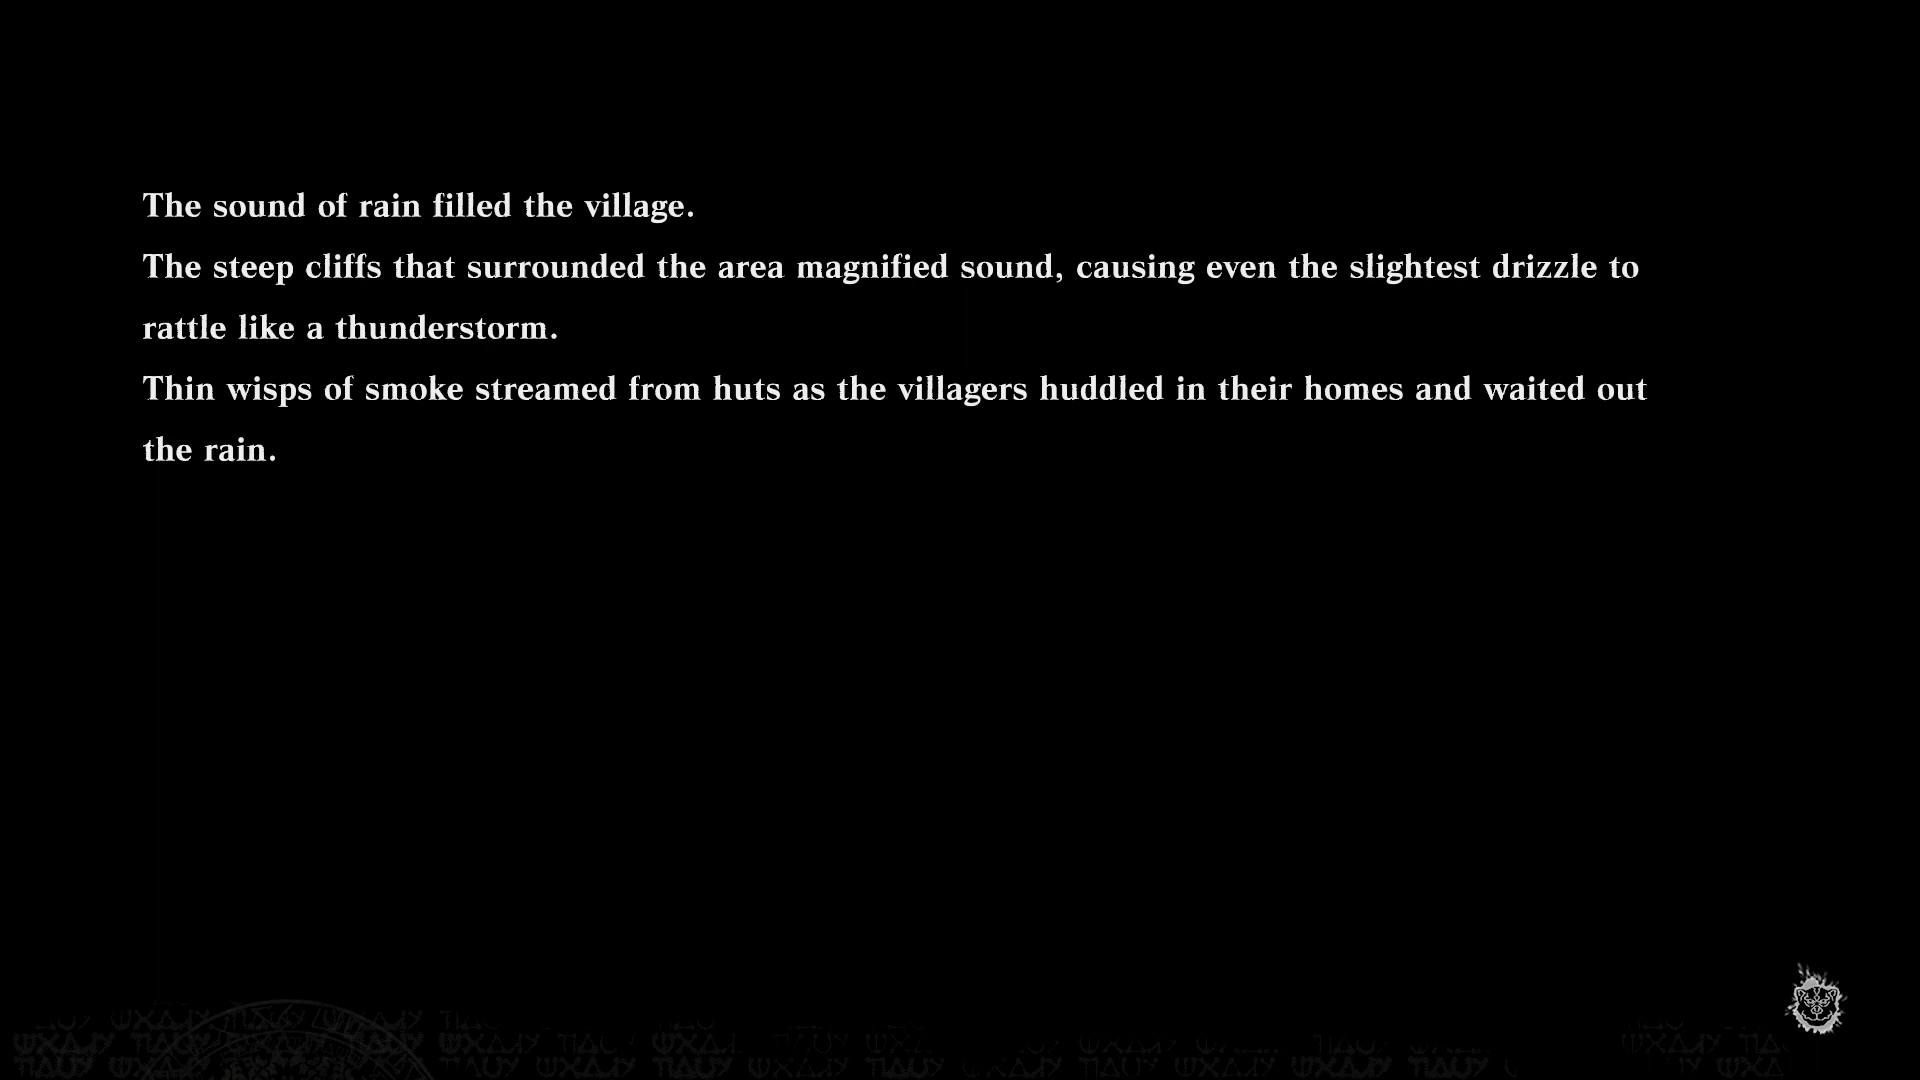 The sound of rain filled the village.
The steep cliffs that surrounded the area magnified sound, causing even the slightest drizzle to
rattle like a thunderstorm.
Thin wisps of smoke streamed from huts as the villagers huddled in their homes and waited out
the rain.